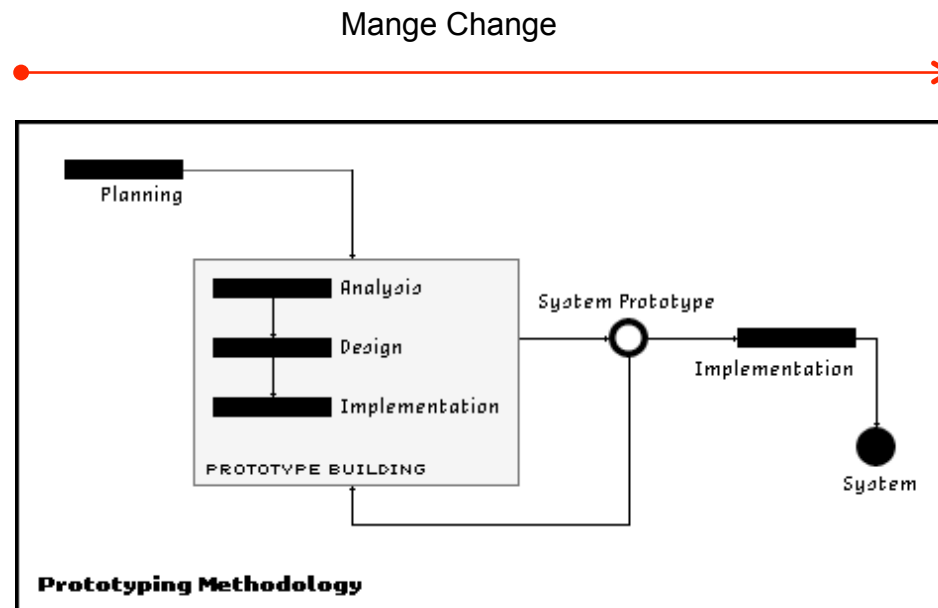 Mange Change
Planning
Analysis
System Prototype
Design
Implementation
Implementation
PROTOTYPE BUILDING
System
Prototyping Methodology